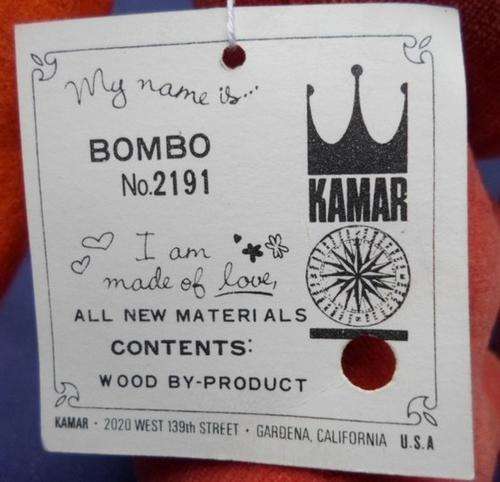 My name is...
BOMBO
No. 2191
KAMAR
I am
made of love,
ALL NEW MATERIALS
CONTENTS:
WOOD BY-PRODUCT
KAMAR · 2020 WEST 139th STREET · GARDENA, CALIFORNIA U.S.A